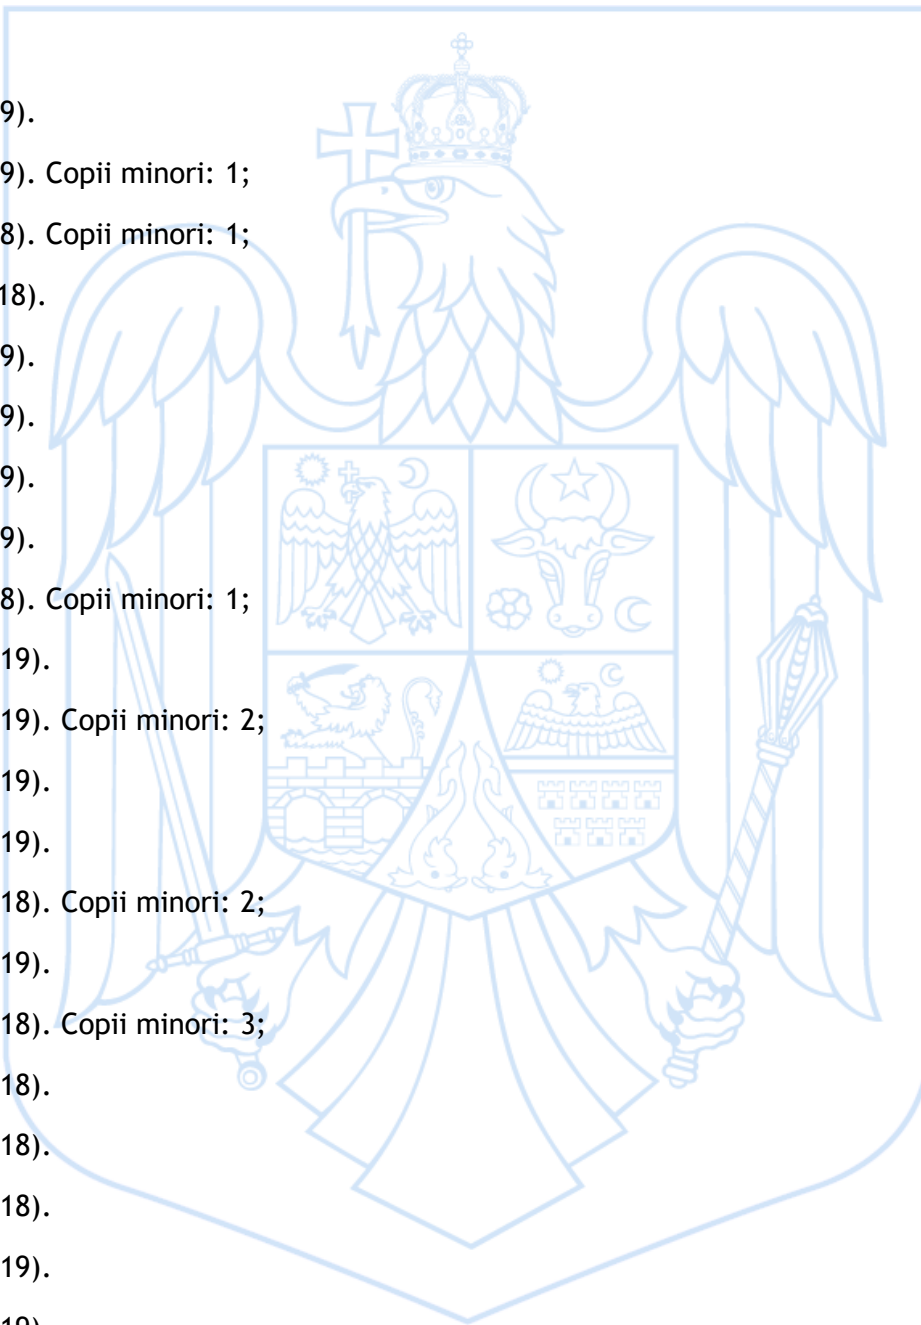 9).
9). Copii minori: 1;
8). Copii minori: 1;
18).
9).
9).
9).
9).
8). Copii minori: 1;
19).
19). Copii minori: 2;
19).
19).
18). Copii minori: 2;
19).
18). Copii minori: 3;
18).
18).
18).
19).
19).